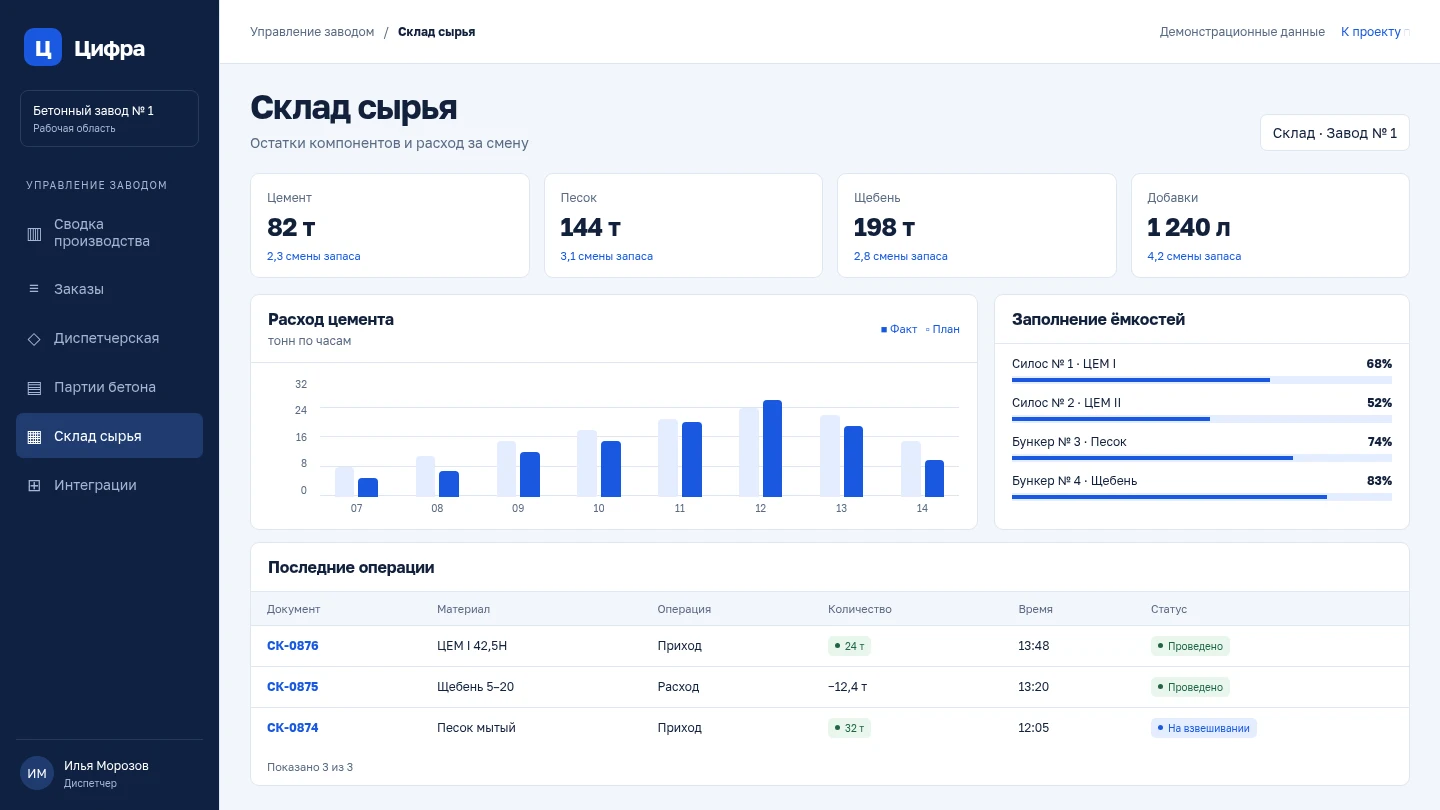 Ц Цифра
Бетонный завод № 1
Рабочая область
УПРАВЛЕНИЕ ЗАВОДОМ
Сводка
производства
Заказы
Диспетчерская
Партии бетона
Склад сырья
Интеграции
ИМ
Илья Морозов
Диспетчер
Управление заводом / Склад сырья
Демонстрационные данные К проекту
Склад сырья
Остатки компонентов и расход за смену
Склад · Завод № 1
Цемент
82 т
2,3 смены запаса
Песок
144 т
3,1 смены запаса
Щебень
198 т
2,8 смены запаса
Добавки
1 240 л
4,2 смены запаса
Расход цемента
тонн по часам
■ Факт ▫ План
32
24
16
8
0
07 08 09 10 11 12 13 14
Заполнение ёмкостей
Силос № 1 · ЦЕМ I 68%
Силос № 2 · ЦЕМ II 52%
Бункер № 3 · Песок 74%
Бункер № 4 · Щебень 83%
Последние операции
Документ Материал Операция Количество Время Статус
СК-0876 ЦЕМ I 42,5Н Приход 24 т 13:48 Проведено
СК-0875 Щебень 5–20 Расход −12,4 т 13:20 Проведено
СК-0874 Песок мытый Приход 32 т 12:05 На взвешивании
Показано 3 из 3